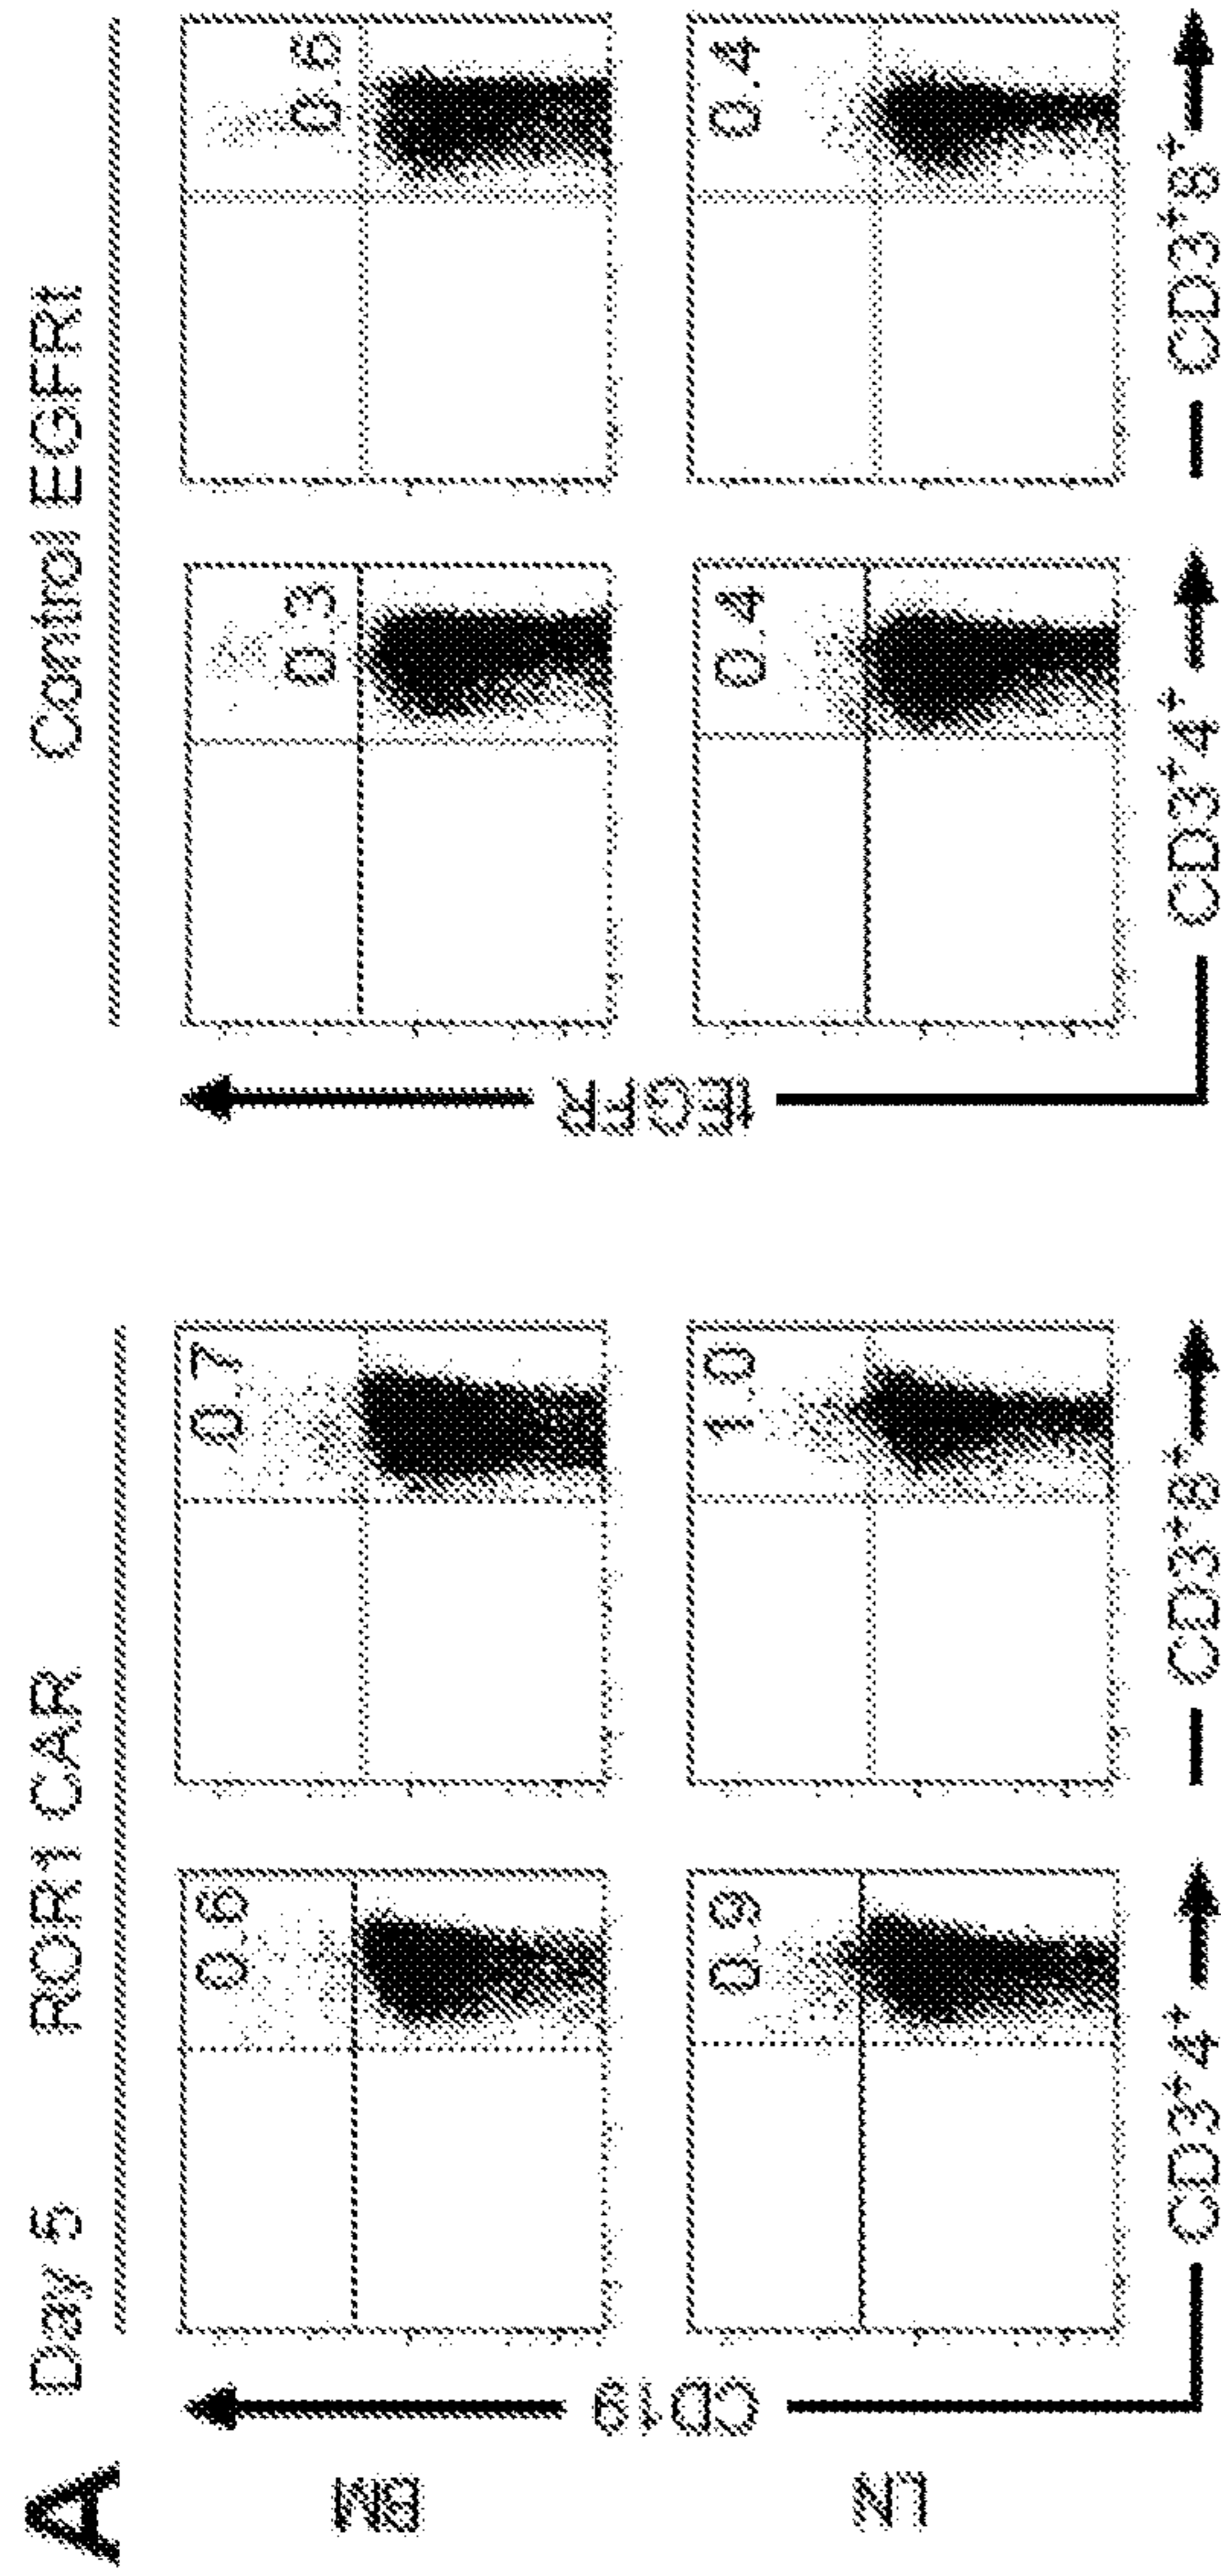 A Day 5 ROR1 CAR Control EGFRt
BM 0.6 0.7 0.3 0.5
CD19 tEGFR
LN 0.9 1.0 0.4 0.4
CD3⁺4⁺ CD3⁺8⁺ CD3⁺4⁺ CD3⁺8⁺